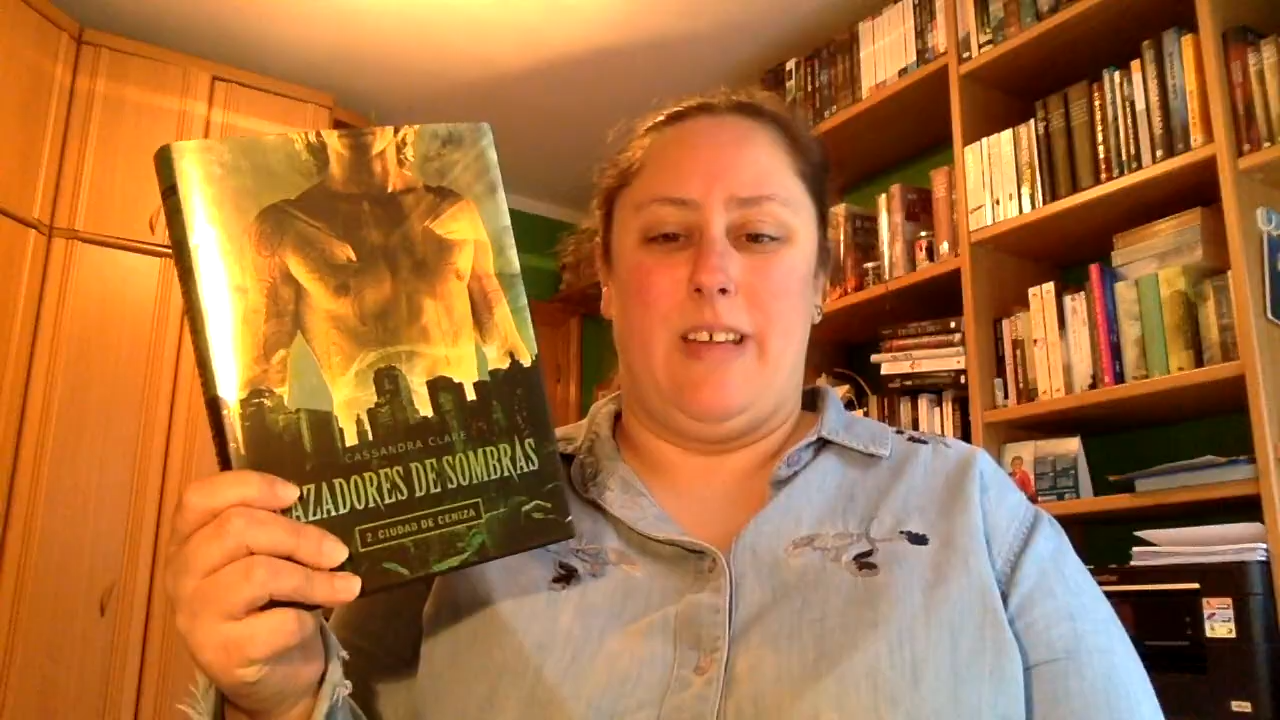 CASSANDRA CLARE
AZADORES DE SOMBRAS
2. CIUDAD DE CENIZA